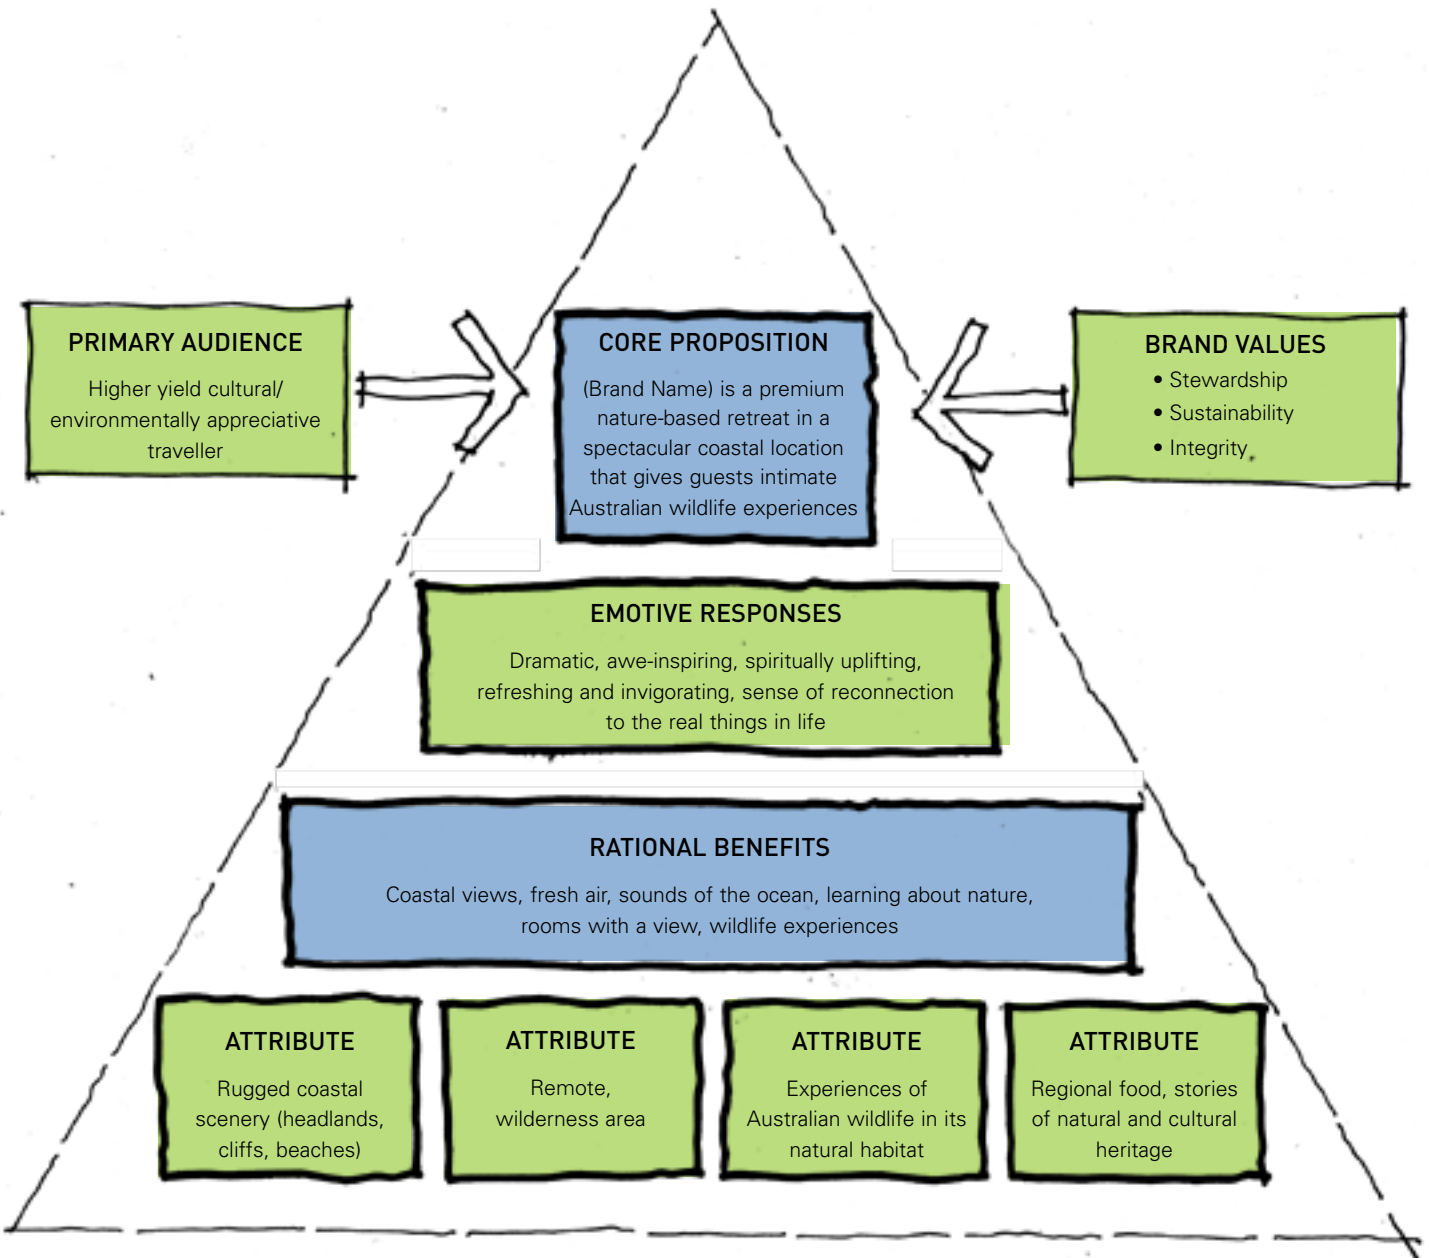 PRIMARY AUDIENCE
Higher yield cultural/
environmentally appreciative
traveller
CORE PROPOSITION
(Brand Name) is a premium
nature-based retreat in a
spectacular coastal location
that gives guests intimate
Australian wildlife experiences
BRAND VALUES
• Stewardship
• Sustainability
• Integrity
EMOTIVE RESPONSES
Dramatic, awe-inspiring, spiritually uplifting,
refreshing and invigorating, sense of reconnection
to the real things in life
RATIONAL BENEFITS
Coastal views, fresh air, sounds of the ocean, learning about nature,
rooms with a view, wildlife experiences
ATTRIBUTE
Rugged coastal
scenery (headlands,
cliffs, beaches)
ATTRIBUTE
Remote,
wilderness area
ATTRIBUTE
Experiences of
Australian wildlife in its
natural habitat
ATTRIBUTE
Regional food, stories
of natural and cultural
heritage